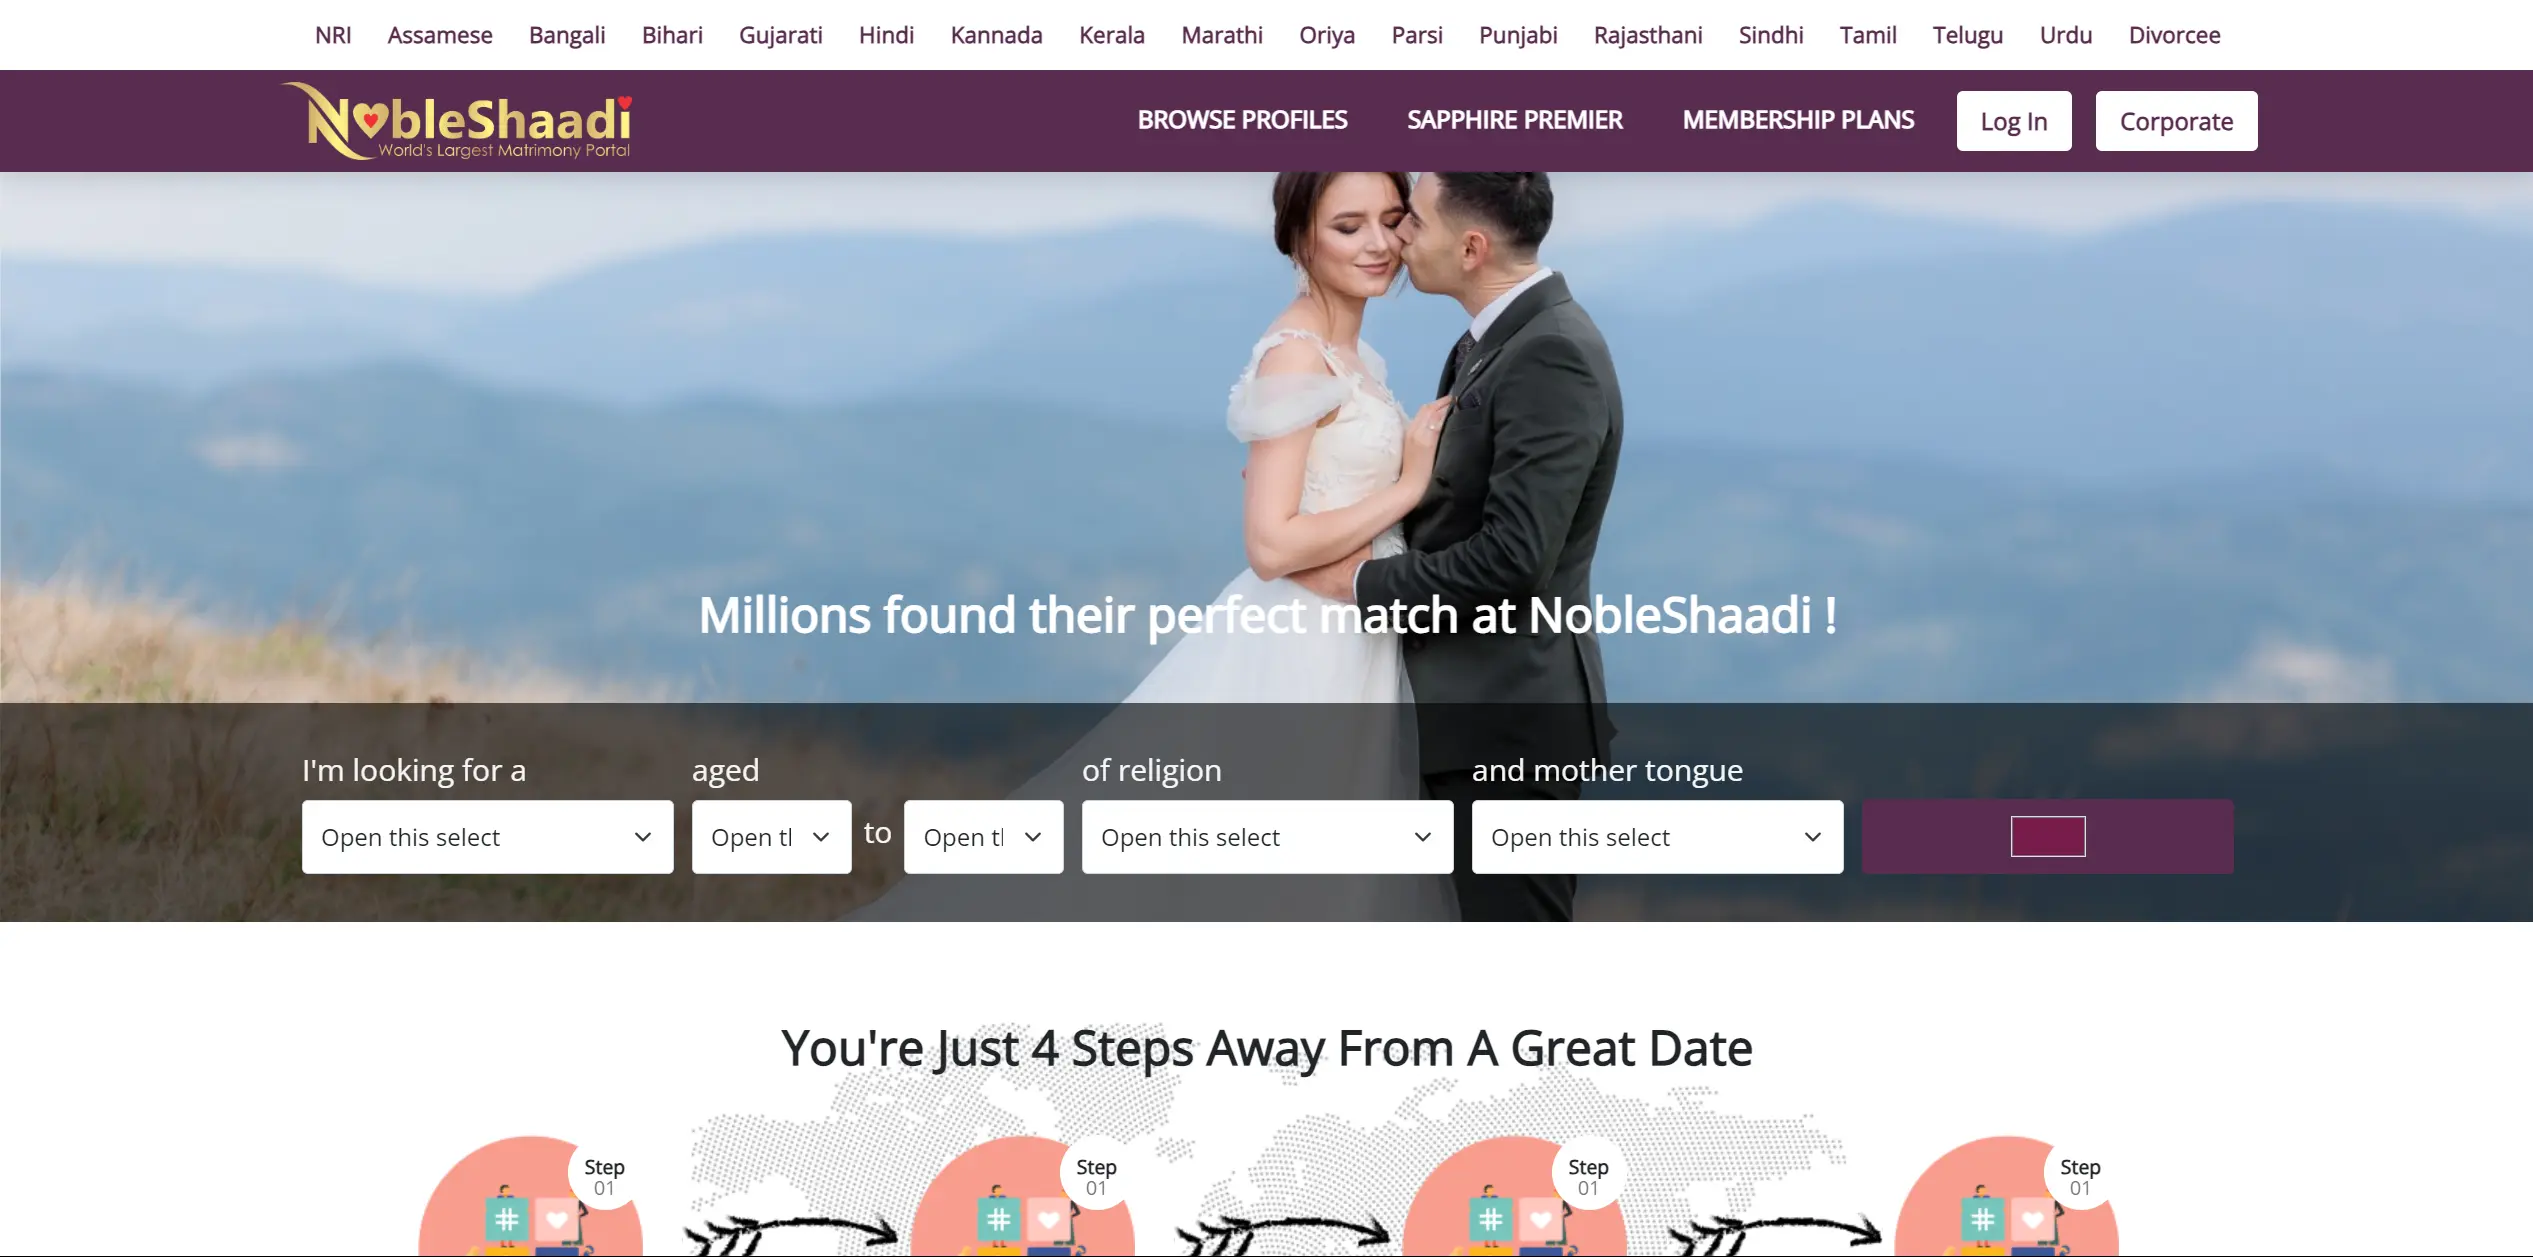 NRI Assamese Bangali Bihari Gujarati Hindi Kannada Kerala Marathi Oriya Parsi Punjabi Rajasthani Sindhi Tamil Telugu Urdu Divorcee
NobleShaadi
World's Largest Matrimony Portal
BROWSE PROFILES SAPPHIRE PREMIER MEMBERSHIP PLANS Log In Corporate
Millions found their perfect match at NobleShaadi !
I'm looking for a aged of religion and mother tongue
Open this select Open tl to Open tl Open this select Open this select
You're Just 4 Steps Away From A Great Date
Step Step Step Step
01 01 01 01
# # # #